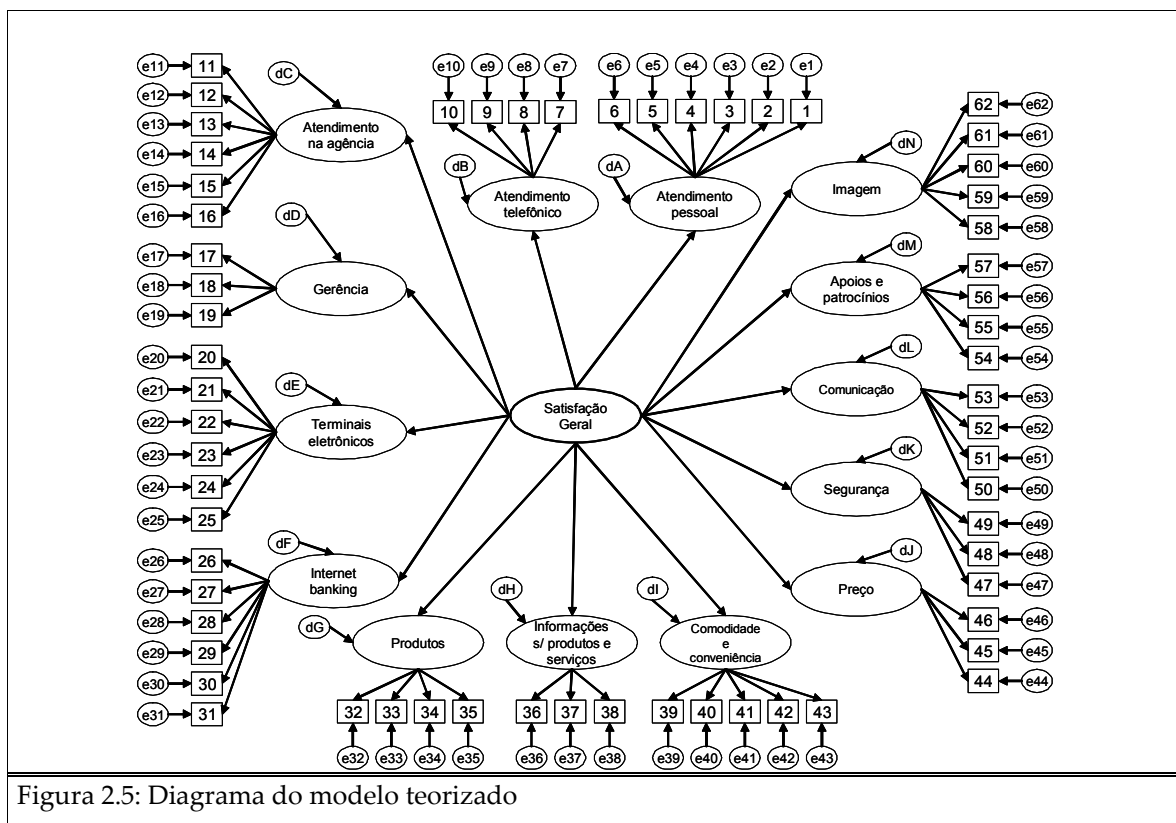 e10 e9 e8 e7 e6 e5 e4 e3 e2 e1
10 9 8 7 6 5 4 3 2 1
dB
Atendimento
telefônico
dA
Atendimento
pessoal
e11 11
e12 12
e13 13
e14 14
e15 15
e16 16
dC
Atendimento
na agência
e17 17
e18 18
e19 19
dD
Gerência
e20 20
e21 21
e22 22
e23 23
e24 24
e25 25
dE
Terminais
eletrônicos
e26 26
e27 27
e28 28
e29 29
e30 30
e31 31
dF
Internet
banking
Satisfação
Geral
dN
Imagem
62 e62
61 e61
60 e60
59 e59
58 e58
dM
Apoios e
patrocínios
57 e57
56 e56
55 e55
54 e54
dL
Comunicação
53 e53
52 e52
51 e51
50 e50
dK
Segurança
49 e49
48 e48
47 e47
dJ
Preço
46 e46
45 e45
44 e44
dG
Produtos
32 33 34 35
e32 e33 e34 e35
dH
Informações
s/ produtos e
serviços
36 37 38
e36 e37 e38
dI
Comodidade
e
conveniência
39 40 41 42 43
e39 e40 e41 e42 e43
Figura 2.5: Diagrama do modelo teorizado